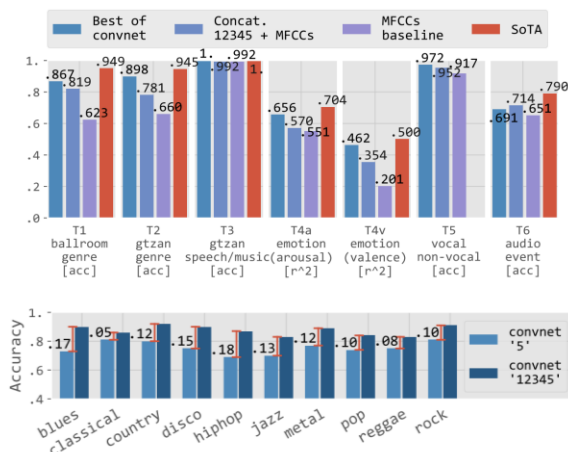 Best of convnet
Concat. 12345 + MFCCs
MFCCs baseline
SoTA
1.
.8
.6
.4
.2
.0
.867
.819
.623
.949
.898
.781
.660
.945
1.
.992
.992
1.
.656
.570
.551
.704
.462
.354
.201
.500
.972
.952
.917
.691
.714
.651
.790
T1 ballroom genre [acc]
T2 gtzan genre [acc]
T3 gtzan speech/music [acc]
T4a emotion (arousal) [r^2]
T4v emotion (valence) [r^2]
T5 vocal non-vocal [acc]
T6 audio event [acc]
Accuracy
1.
.8
.6
.4
.17
.05
.12
.15
.18
.13
.12
.10
.08
.10
convnet '5'
convnet '12345'
blues
classical
country
disco
hiphop
jazz
metal
pop
reggae
rock